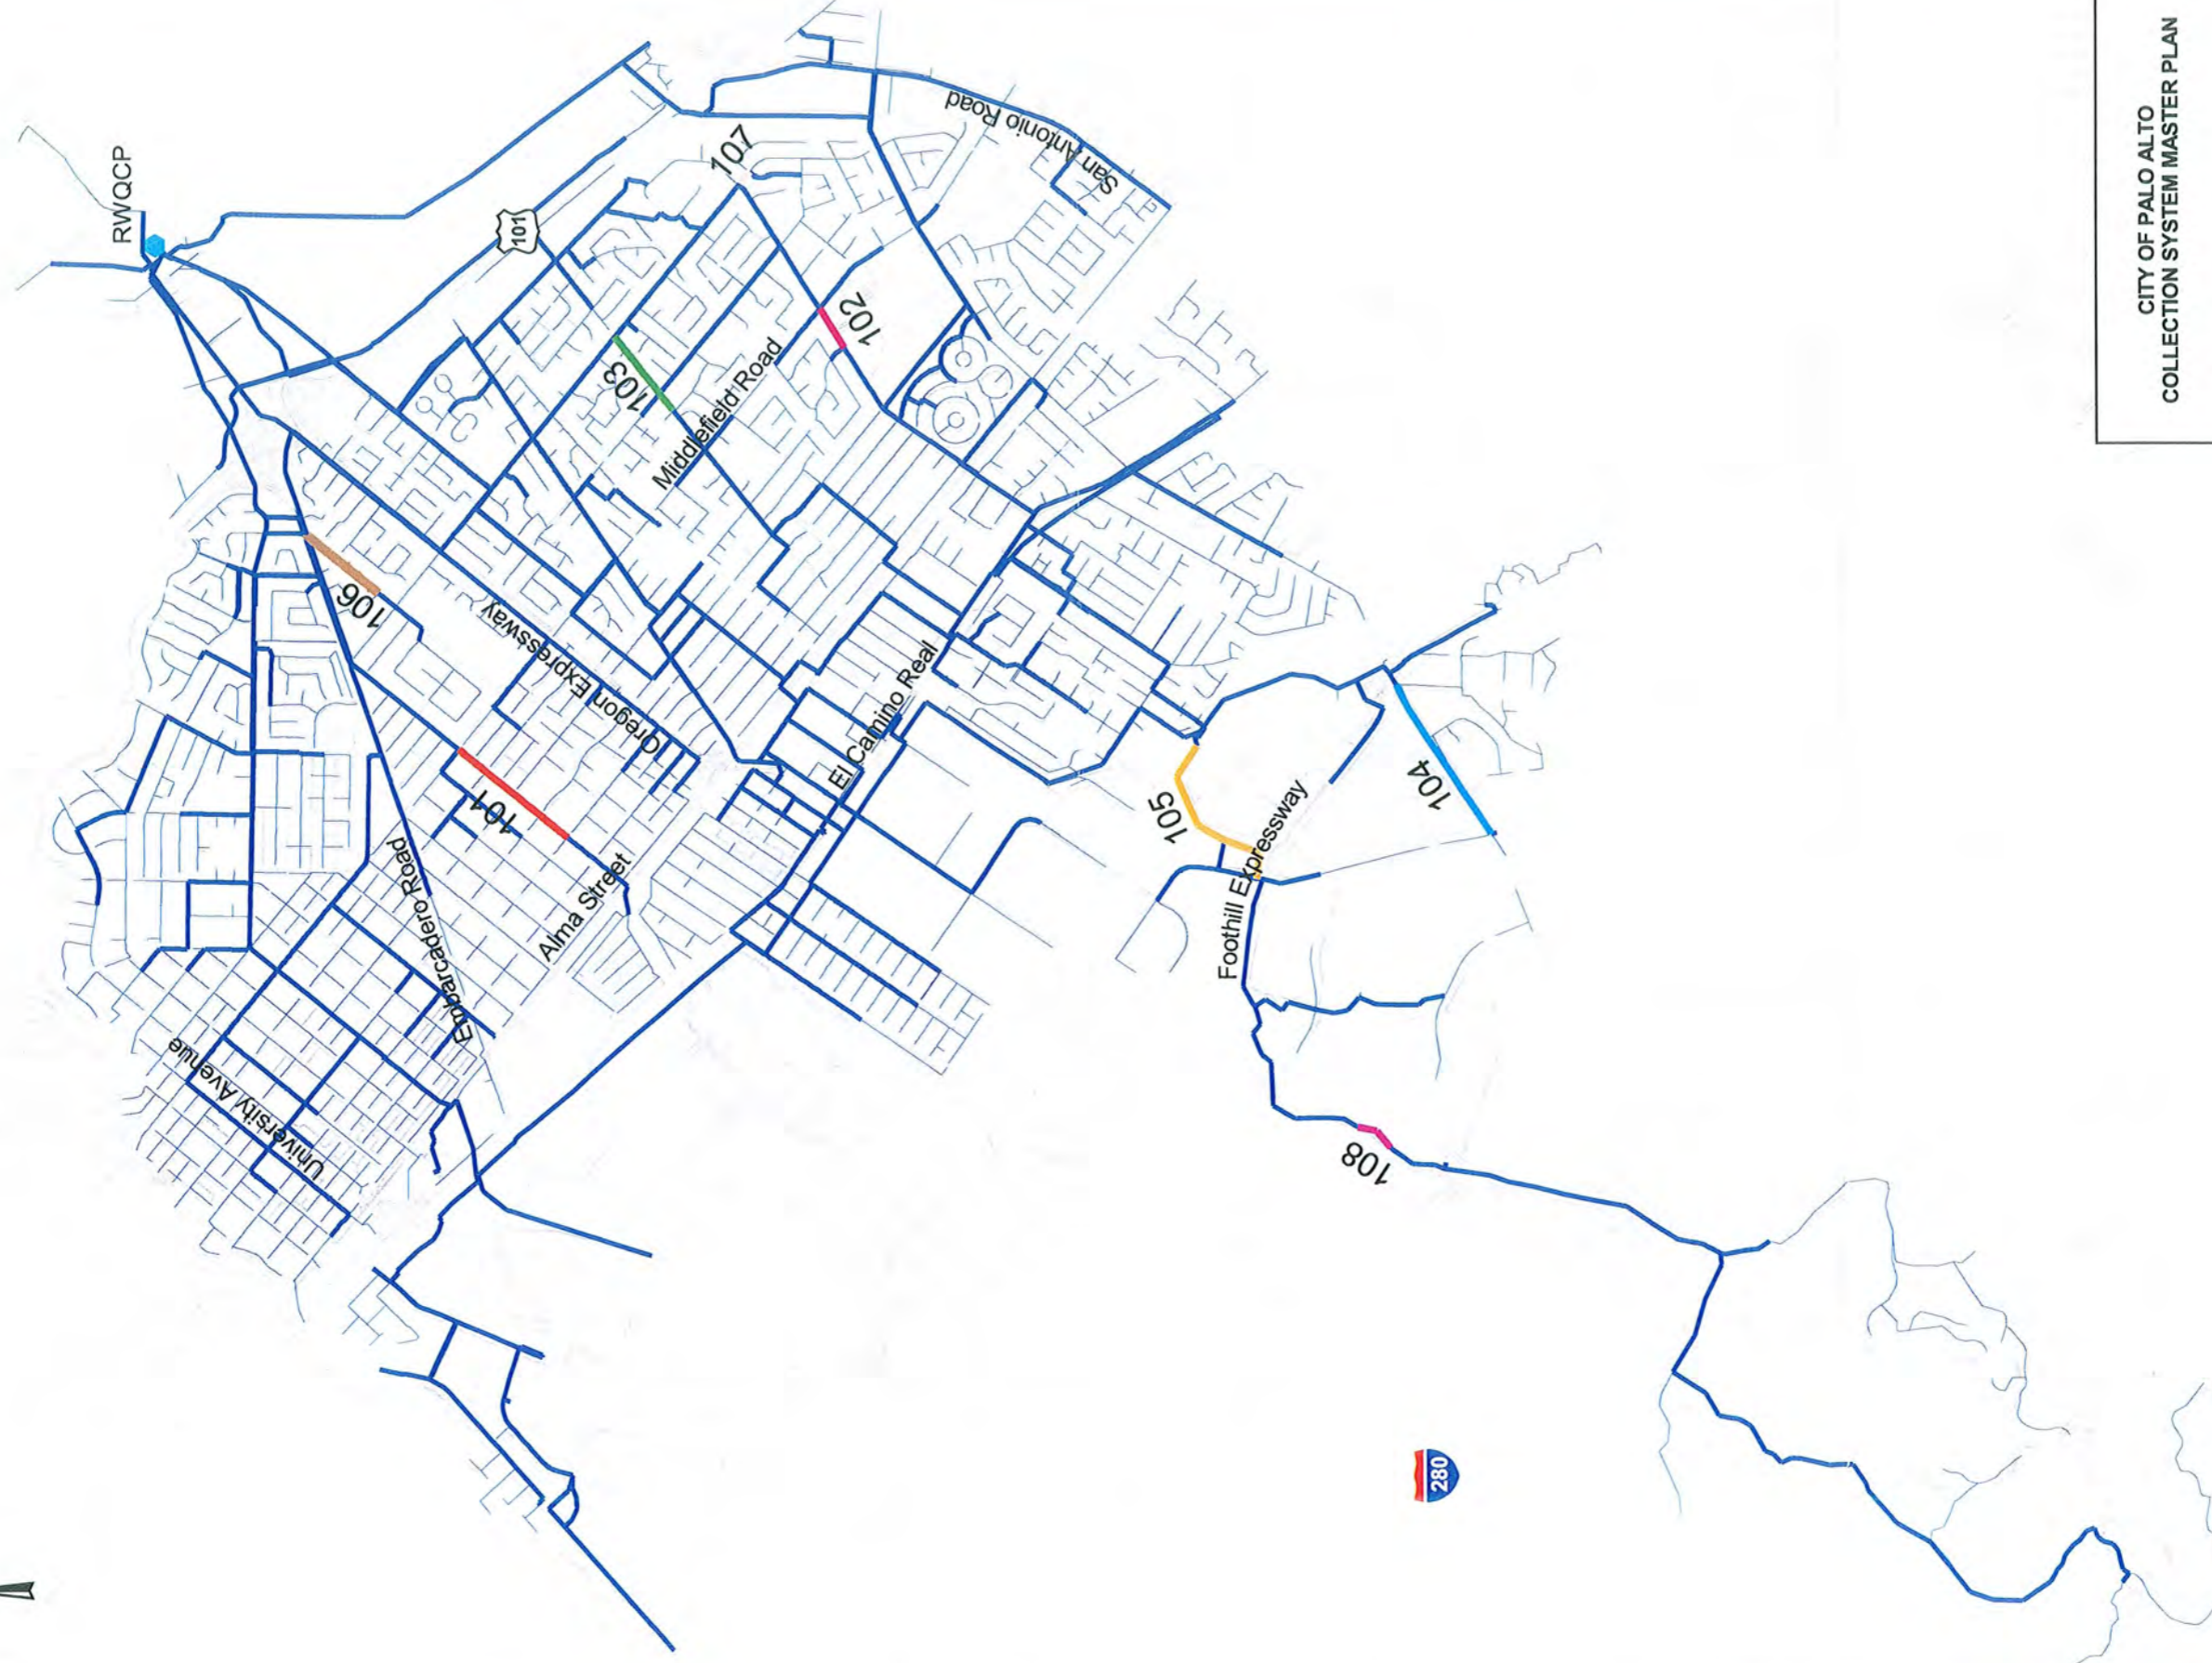 RWQCP
101
107
San Antonio Road
102
103
Middlefield Road
106
Oregon Expressway
101
El Camino Real
Embarcadero Road
Alma Street
University Avenue
105
104
Foothill Expressway
108
280
CITY OF PALO ALTO
COLLECTION SYSTEM MASTER PLAN